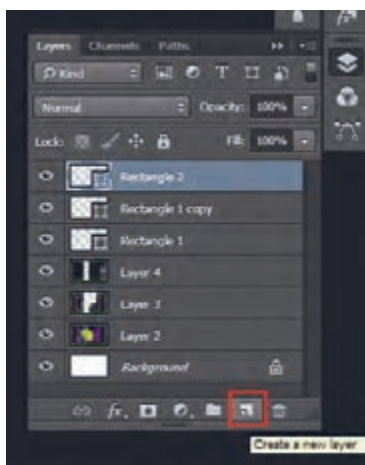 Layers Channels Paths
Kind
Normal Opacity: 100%
Lock: Fill: 100%
Rectangle 2
Rectangle 1 copy
Rectangle 1
Layer 4
Layer 3
Layer 2
Background
fx.
Create a new layer